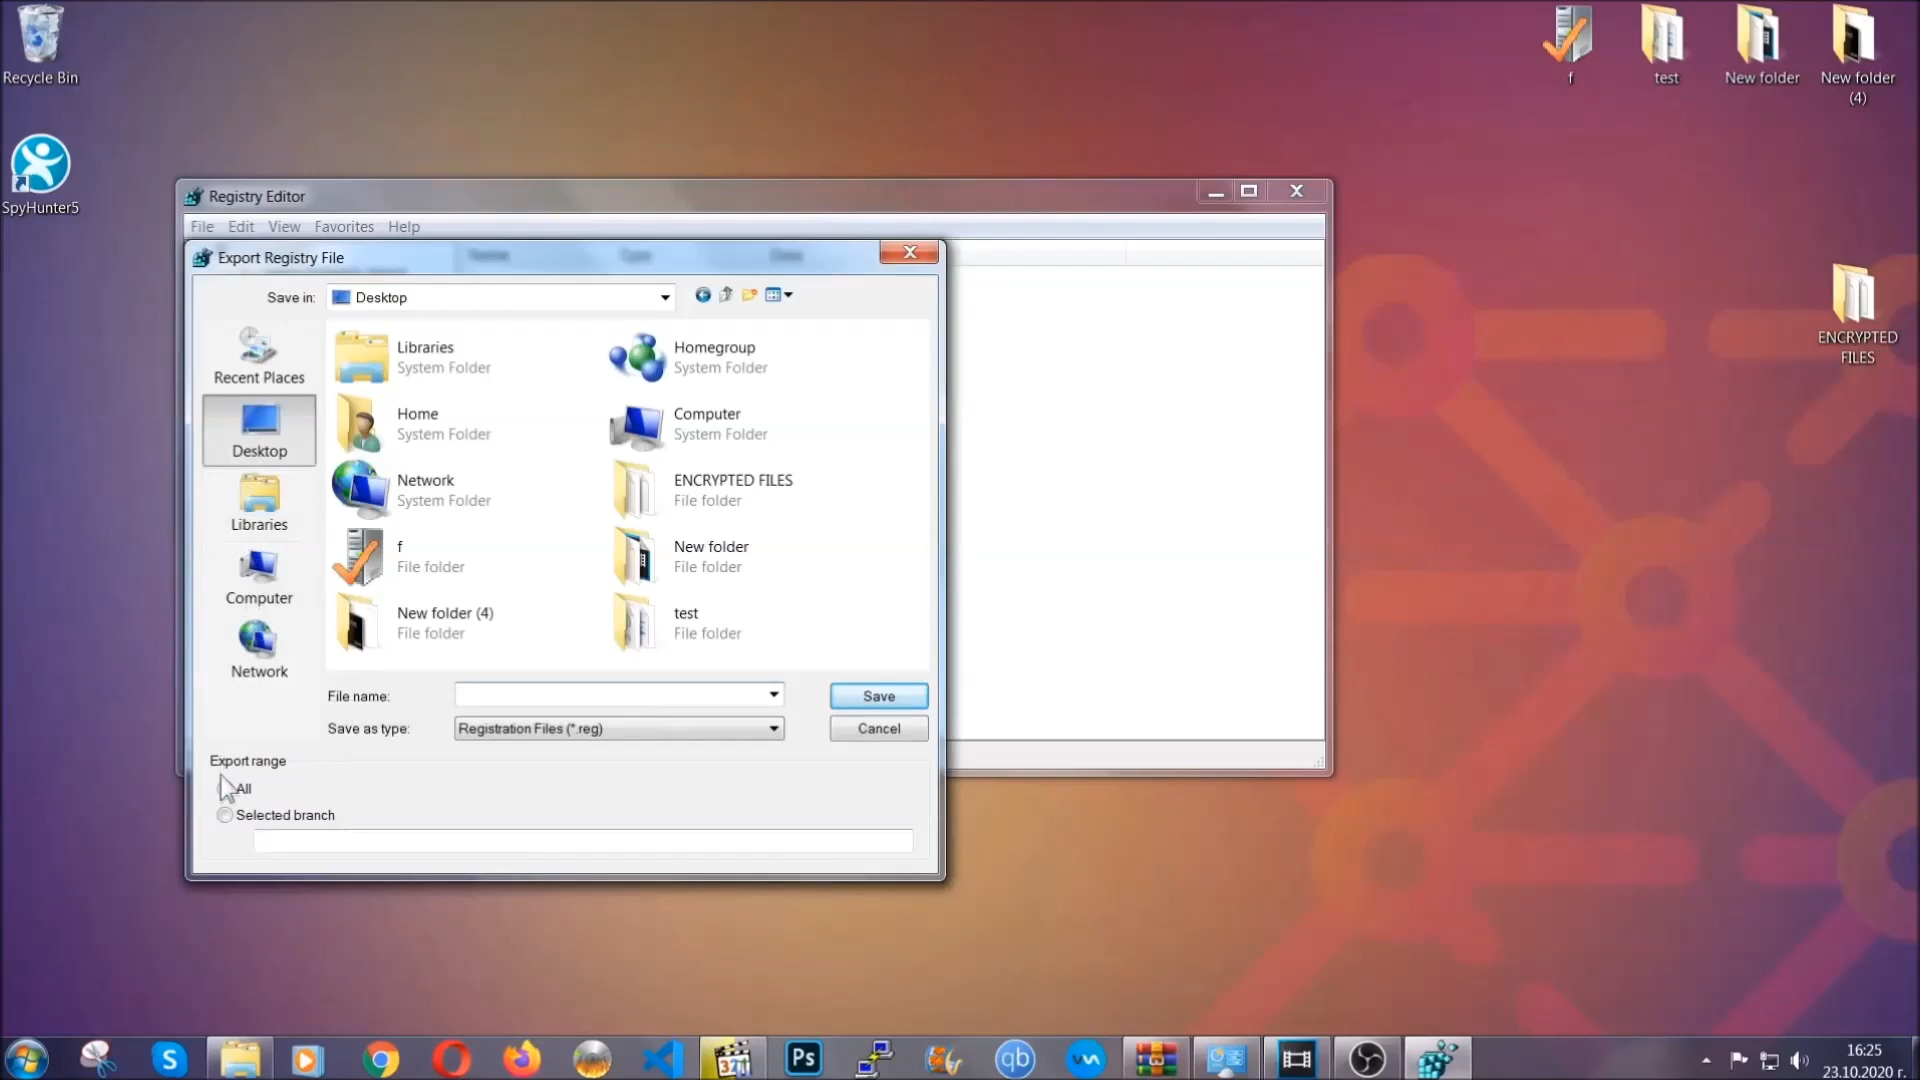 Recycle Bin
SpyHunter5
f
test
New folder
New folder
(4)
ENCRYPTED
FILES
Registry Editor
File Edit View Favorites Help
Export Registry File
Save in:
Desktop
Recent Places
Desktop
Libraries
Computer
Network
Libraries
System Folder
Homegroup
System Folder
Home
System Folder
Computer
System Folder
Network
System Folder
ENCRYPTED FILES
File folder
f
File folder
New folder
File folder
New folder (4)
File folder
test
File folder
File name:
Save
Save as type:
Registration Files (*.reg)
Cancel
Export range
All
Selected branch
S
321
Ps
qb
16:25
23.10.2020 г.